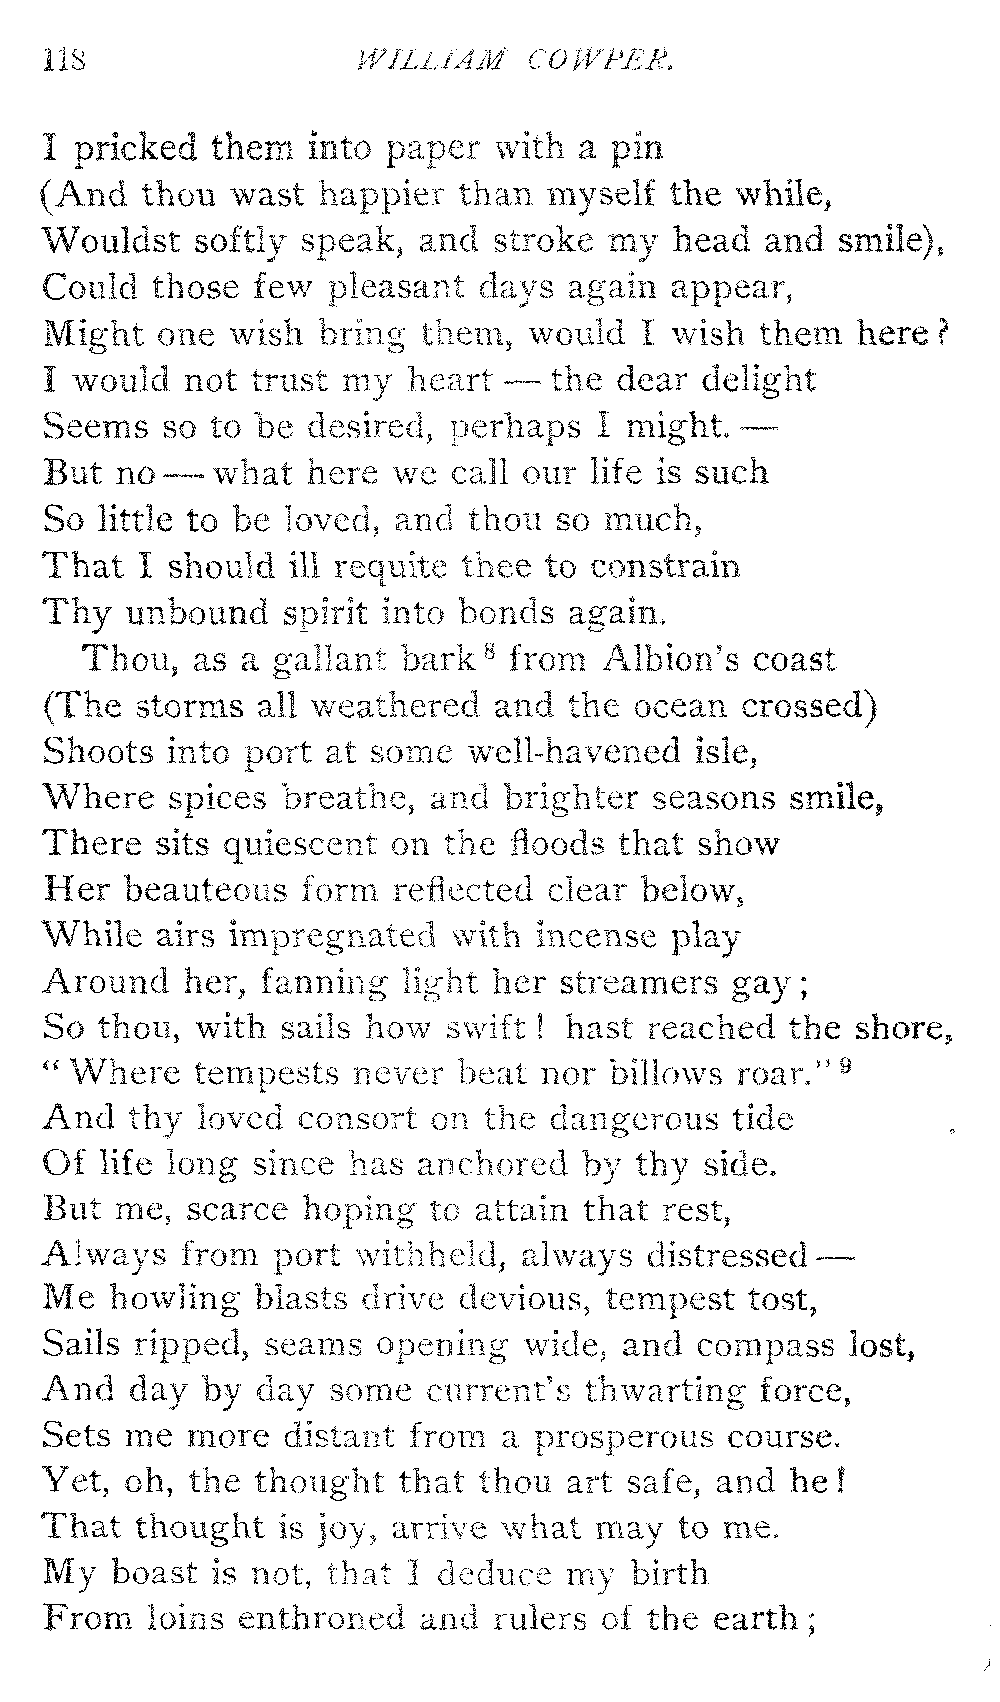 118 WILLIAM COWPER.
I pricked them into paper with a pin
(And thou wast happier than myself the while,
Wouldst softly speak, and stroke my head and smile),
Could those few pleasant days again appear,
Might one wish bring them, would I wish them here?
I would not trust my heart — the dear delight
Seems so to be desired, perhaps I might. —
But no — what here we call our life is such
So little to be loved, and thou so much,
That I should ill requite thee to constrain
Thy unbound spirit into bonds again.
Thou, as a gallant bark ⁸ from Albion's coast
(The storms all weathered and the ocean crossed)
Shoots into port at some well-havened isle,
Where spices breathe, and brighter seasons smile,
There sits quiescent on the floods that show
Her beauteous form reflected clear below,
While airs impregnated with incense play
Around her, fanning light her streamers gay;
So thou, with sails how swift! hast reached the shore,
"Where tempests never beat nor billows roar." ⁹
And thy loved consort on the dangerous tide
Of life long since has anchored by thy side.
But me, scarce hoping to attain that rest,
Always from port withheld, always distressed —
Me howling blasts drive devious, tempest tost,
Sails ripped, seams opening wide, and compass lost,
And day by day some current's thwarting force,
Sets me more distant from a prosperous course.
Yet, oh, the thought that thou art safe, and he!
That thought is joy, arrive what may to me.
My boast is not, that I deduce my birth
From loins enthroned and rulers of the earth;